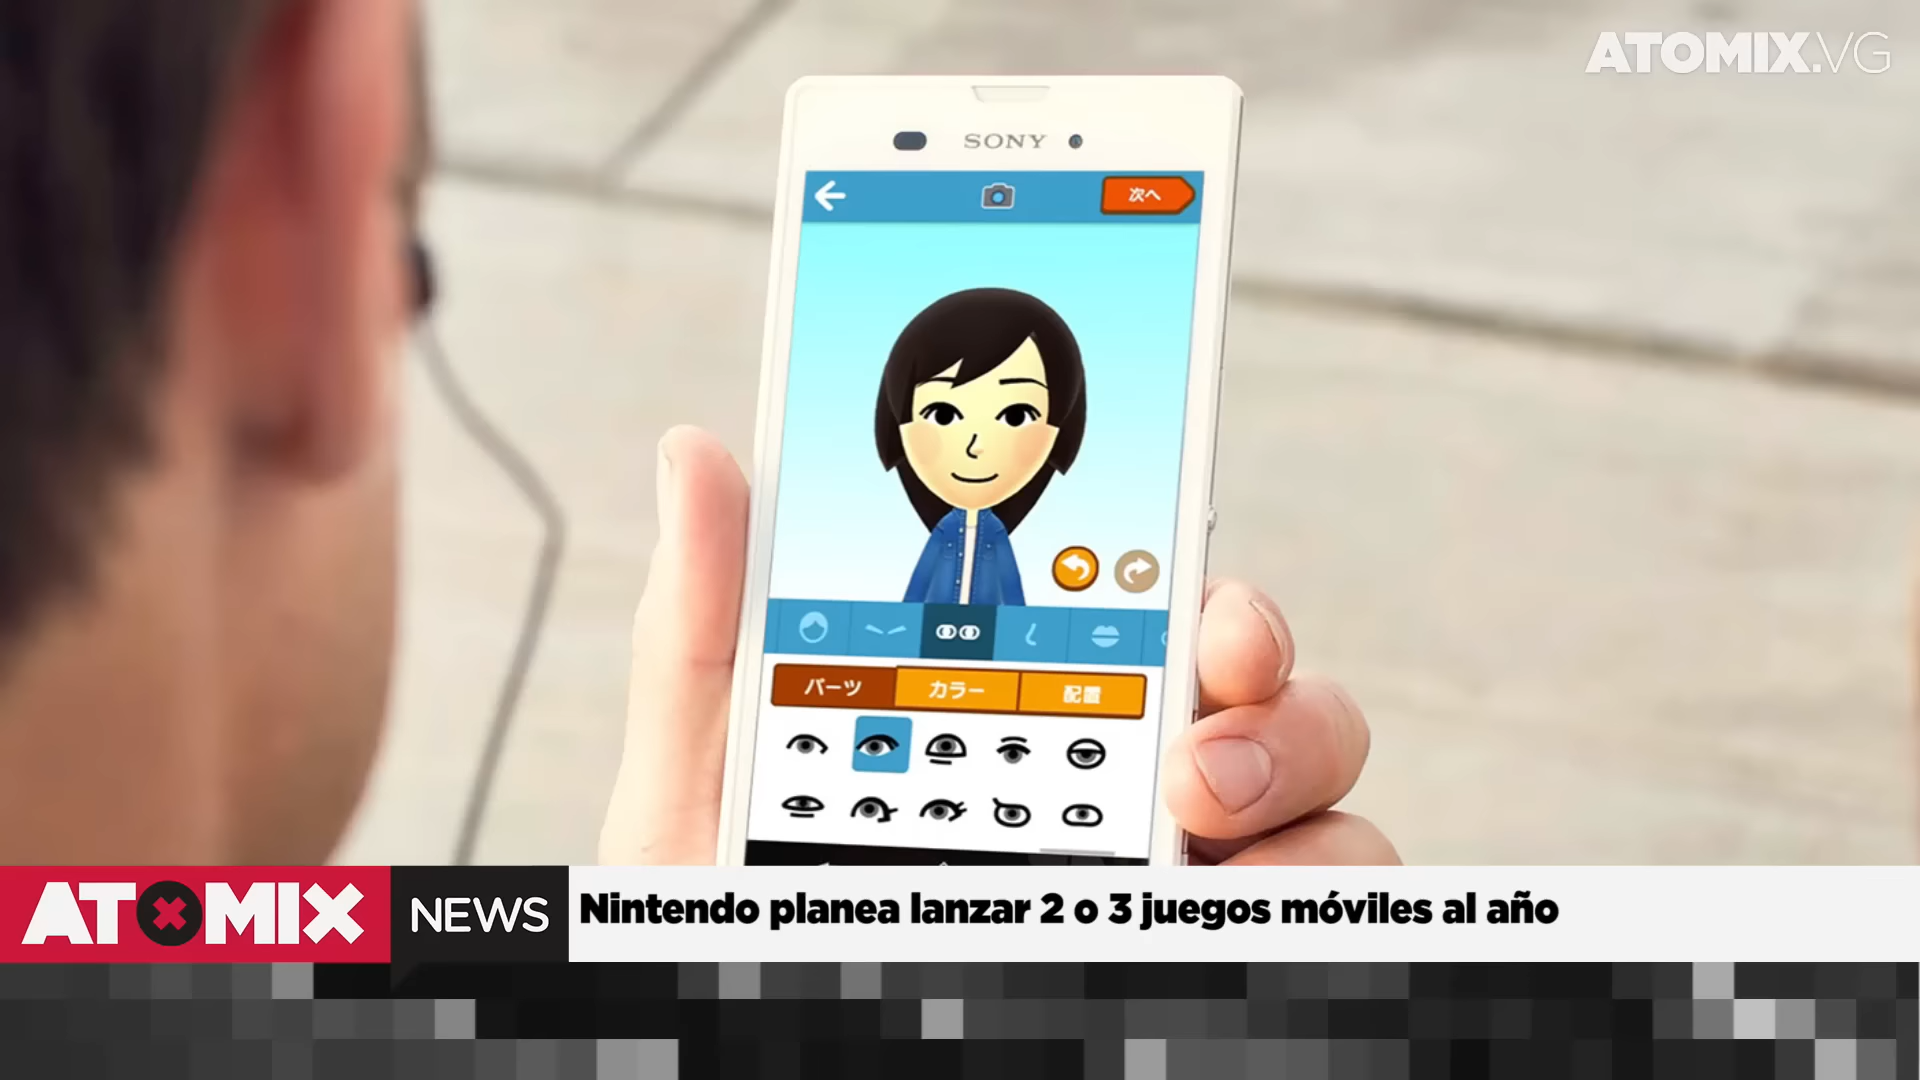 ATOMIX.VG
SONY
次へ
パーツ
カラー
配置
ATOMIX
NEWS
Nintendo planea lanzar 2 o 3 juegos móviles al año